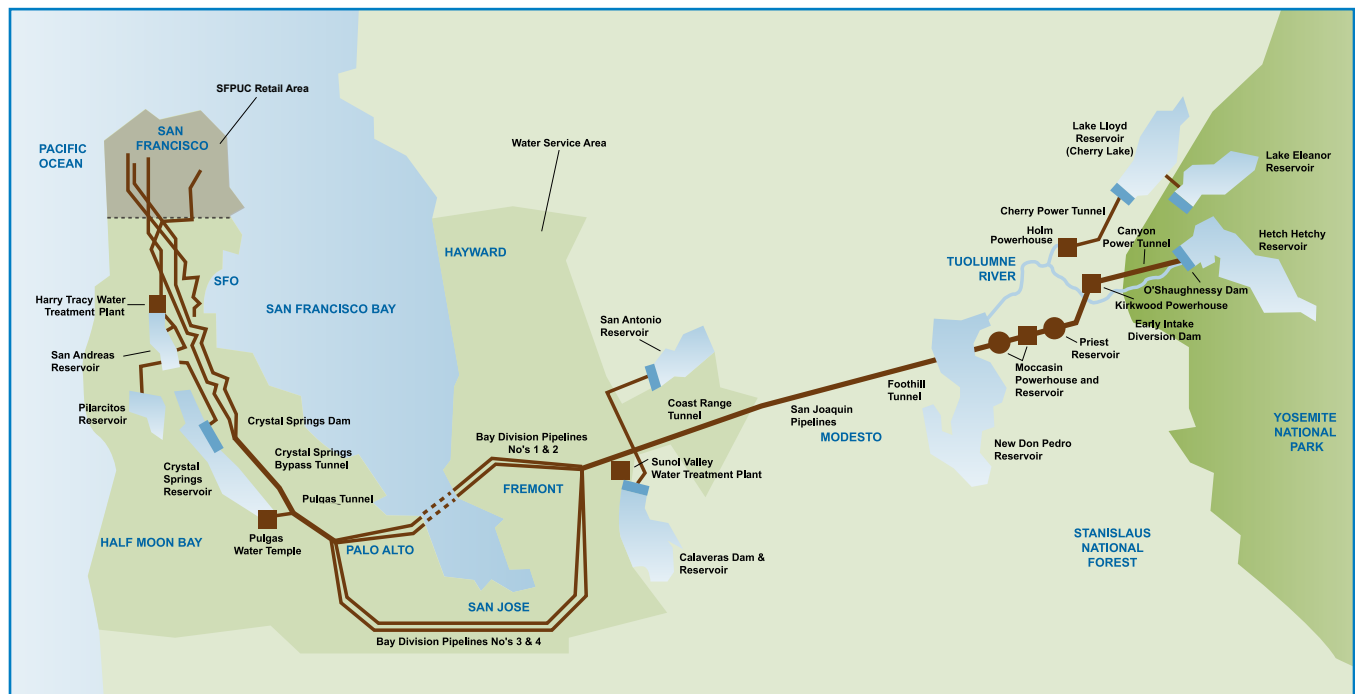 SFPUC Retail Area
PACIFIC
OCEAN
SAN
FRANCISCO
Water Service Area
Lake Lloyd
Reservoir
(Cherry Lake)
Lake Eleanor
Reservoir
Cherry Power Tunnel
Holm
Powerhouse
Canyon
Power Tunnel
Hetch Hetchy
Reservoir
HAYWARD
TUOLUMNE
RIVER
SFO
O'Shaughnessy Dam
Kirkwood Powerhouse
Harry Tracy Water
Treatment Plant
SAN FRANCISCO BAY
San Antonio
Reservoir
Early Intake
Diversion Dam
Priest
Reservoir
San Andreas
Reservoir
Moccasin
Powerhouse and
Reservoir
Foothill
Tunnel
Pilarcitos
Reservoir
Coast Range
Tunnel
San Joaquin
Pipelines
MODESTO
Crystal Springs Dam
YOSEMITE
NATIONAL
PARK
Bay Division Pipelines
No's 1 & 2
New Don Pedro
Reservoir
Crystal Springs
Bypass Tunnel
Crystal
Springs
Reservoir
Sunol Valley
Water Treatment Plant
FREMONT
Pulgas_Tunnel
HALF MOON BAY
Pulgas
Water Temple
PALO ALTO
Calaveras Dam &
Reservoir
STANISLAUS
NATIONAL
FOREST
SAN JOSE
Bay Division Pipelines No's 3 & 4